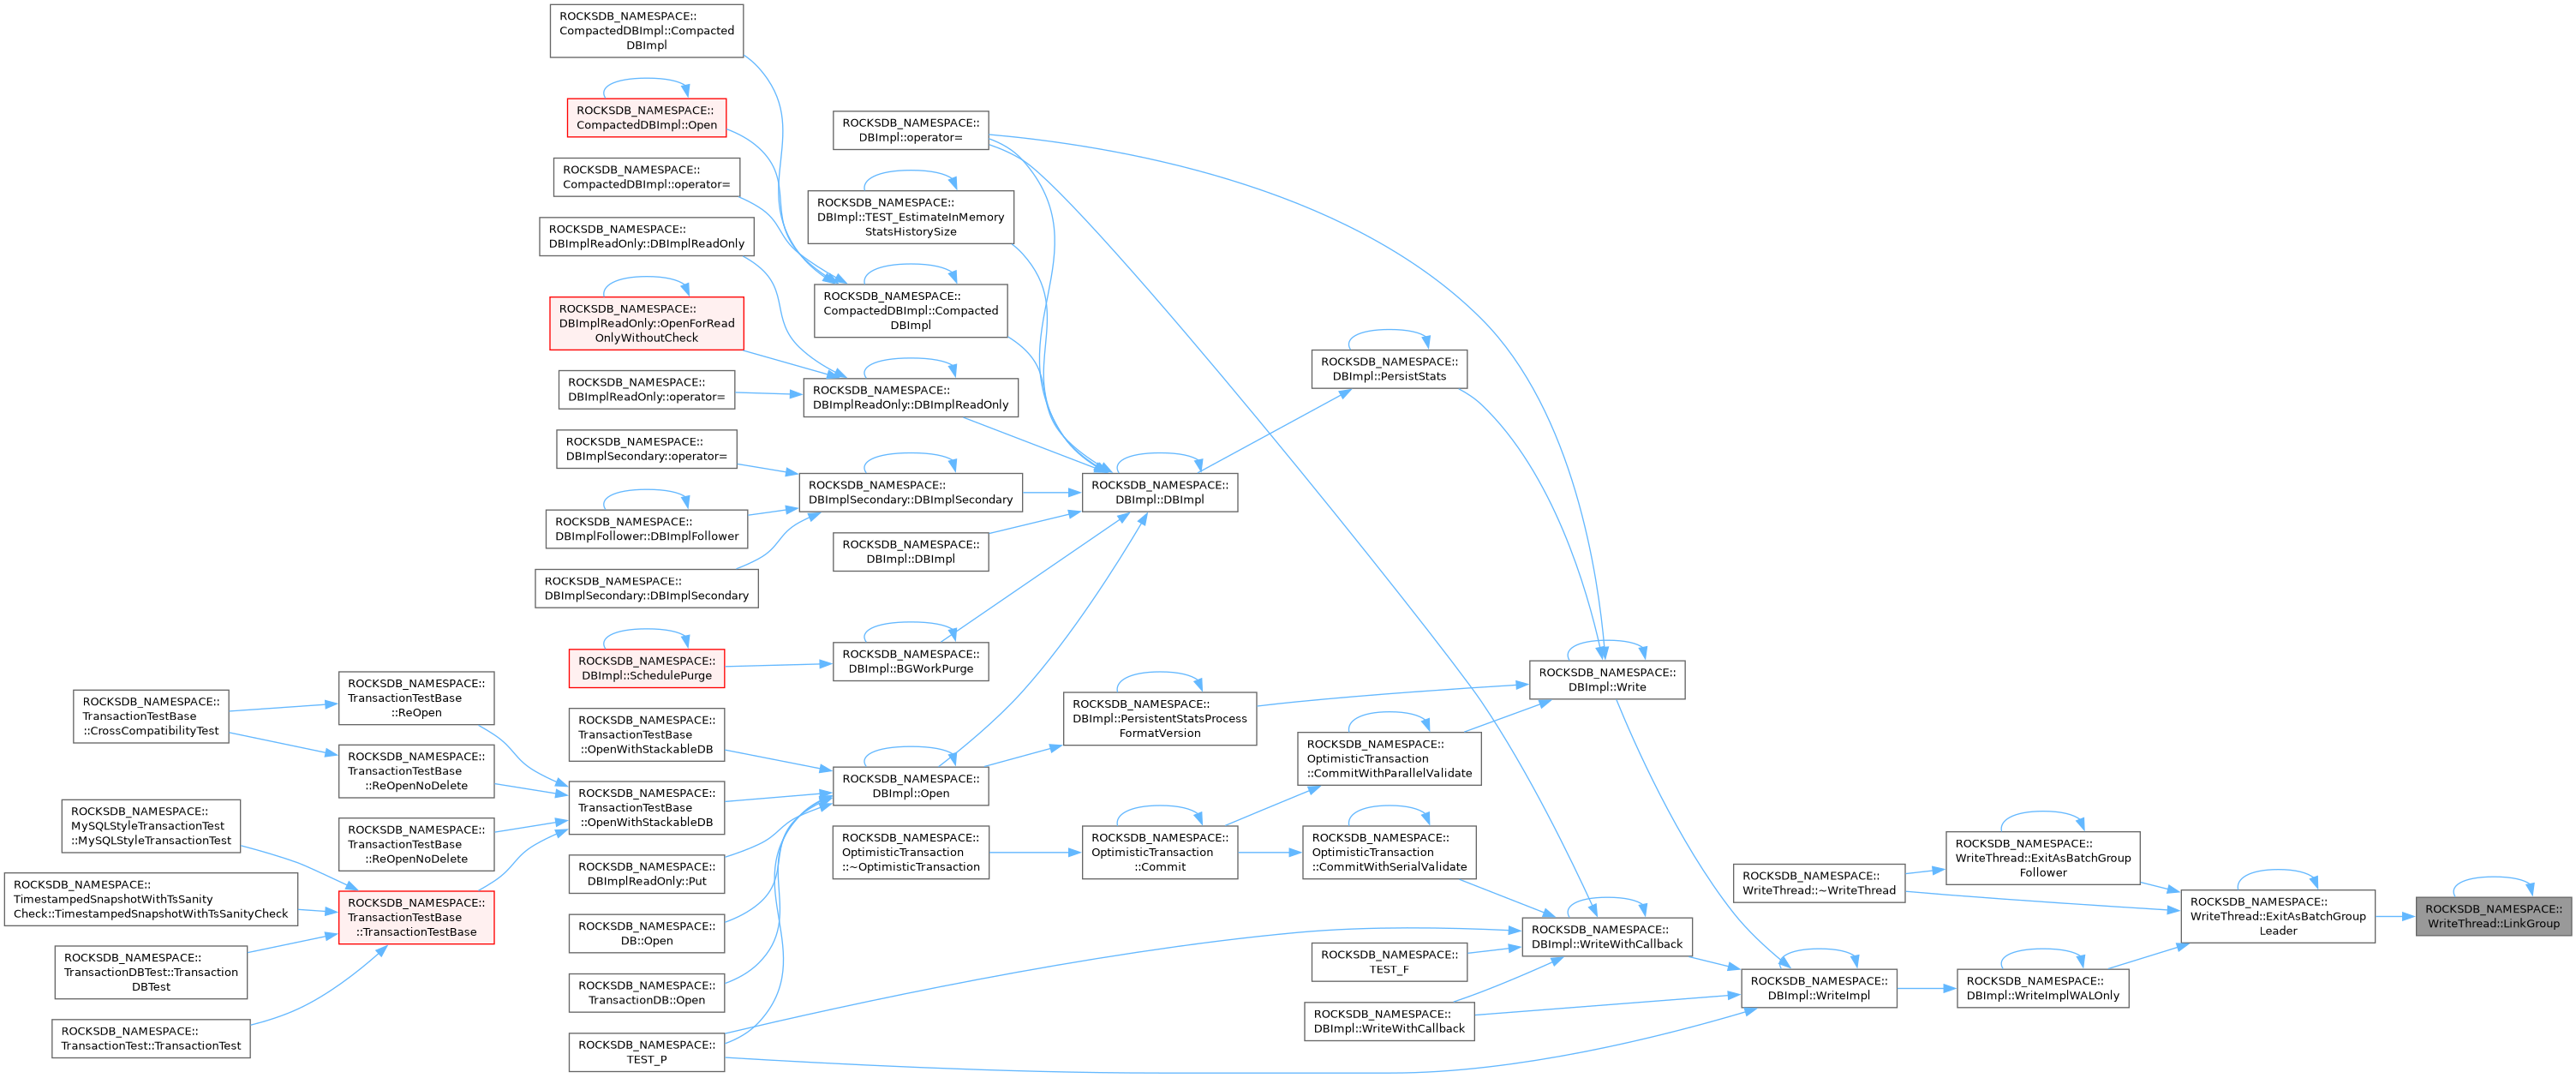 ROCKSDB_NAMESPACE::
CompactedDBImpl::Compacted
DBImpl
ROCKSDB_NAMESPACE::
CompactedDBImpl::Open
ROCKSDB_NAMESPACE::
CompactedDBImpl::operator=
ROCKSDB_NAMESPACE::
DBImplReadOnly::DBImplReadOnly
ROCKSDB_NAMESPACE::
DBImplReadOnly::OpenForRead
OnlyWithoutCheck
ROCKSDB_NAMESPACE::
DBImplReadOnly::operator=
ROCKSDB_NAMESPACE::
DBImplSecondary::operator=
ROCKSDB_NAMESPACE::
DBImplFollower::DBImplFollower
ROCKSDB_NAMESPACE::
DBImplSecondary::DBImplSecondary
ROCKSDB_NAMESPACE::
DBImpl::SchedulePurge
ROCKSDB_NAMESPACE::
TransactionTestBase
::OpenWithStackableDB
ROCKSDB_NAMESPACE::
TransactionTestBase
::OpenWithStackableDB
ROCKSDB_NAMESPACE::
DBImplReadOnly::Put
ROCKSDB_NAMESPACE::
DB::Open
ROCKSDB_NAMESPACE::
TransactionDB::Open
ROCKSDB_NAMESPACE::
TEST_P
ROCKSDB_NAMESPACE::
TransactionTestBase
::ReOpen
ROCKSDB_NAMESPACE::
TransactionTestBase
::ReOpenNoDelete
ROCKSDB_NAMESPACE::
TransactionTestBase
::ReOpenNoDelete
ROCKSDB_NAMESPACE::
TransactionTestBase
::TransactionTestBase
ROCKSDB_NAMESPACE::
TransactionTestBase
::CrossCompatibilityTest
ROCKSDB_NAMESPACE::
MySQLStyleTransactionTest
::MySQLStyleTransactionTest
ROCKSDB_NAMESPACE::
TimestampedSnapshotWithTsSanity
Check::TimestampedSnapshotWithTsSanityCheck
ROCKSDB_NAMESPACE::
TransactionDBTest::Transaction
DBTest
ROCKSDB_NAMESPACE::
TransactionTest::TransactionTest
ROCKSDB_NAMESPACE::
DBImpl::operator=
ROCKSDB_NAMESPACE::
DBImpl::TEST_EstimateInMemory
StatsHistorySize
ROCKSDB_NAMESPACE::
CompactedDBImpl::Compacted
DBImpl
ROCKSDB_NAMESPACE::
DBImplReadOnly::DBImplReadOnly
ROCKSDB_NAMESPACE::
DBImplSecondary::DBImplSecondary
ROCKSDB_NAMESPACE::
DBImpl::DBImpl
ROCKSDB_NAMESPACE::
DBImpl::BGWorkPurge
ROCKSDB_NAMESPACE::
DBImpl::Open
ROCKSDB_NAMESPACE::
OptimisticTransaction
::~OptimisticTransaction
ROCKSDB_NAMESPACE::
DBImpl::DBImpl
ROCKSDB_NAMESPACE::
DBImpl::PersistentStatsProcess
FormatVersion
ROCKSDB_NAMESPACE::
OptimisticTransaction
::Commit
ROCKSDB_NAMESPACE::
DBImpl::PersistStats
ROCKSDB_NAMESPACE::
OptimisticTransaction
::CommitWithParallelValidate
ROCKSDB_NAMESPACE::
OptimisticTransaction
::CommitWithSerialValidate
ROCKSDB_NAMESPACE::
TEST_F
ROCKSDB_NAMESPACE::
DBImpl::WriteWithCallback
ROCKSDB_NAMESPACE::
DBImpl::Write
ROCKSDB_NAMESPACE::
DBImpl::WriteWithCallback
ROCKSDB_NAMESPACE::
WriteThread::~WriteThread
ROCKSDB_NAMESPACE::
DBImpl::WriteImpl
ROCKSDB_NAMESPACE::
WriteThread::ExitAsBatchGroup
Follower
ROCKSDB_NAMESPACE::
DBImpl::WriteImplWALOnly
ROCKSDB_NAMESPACE::
WriteThread::ExitAsBatchGroup
Leader
ROCKSDB_NAMESPACE::
WriteThread::LinkGroup